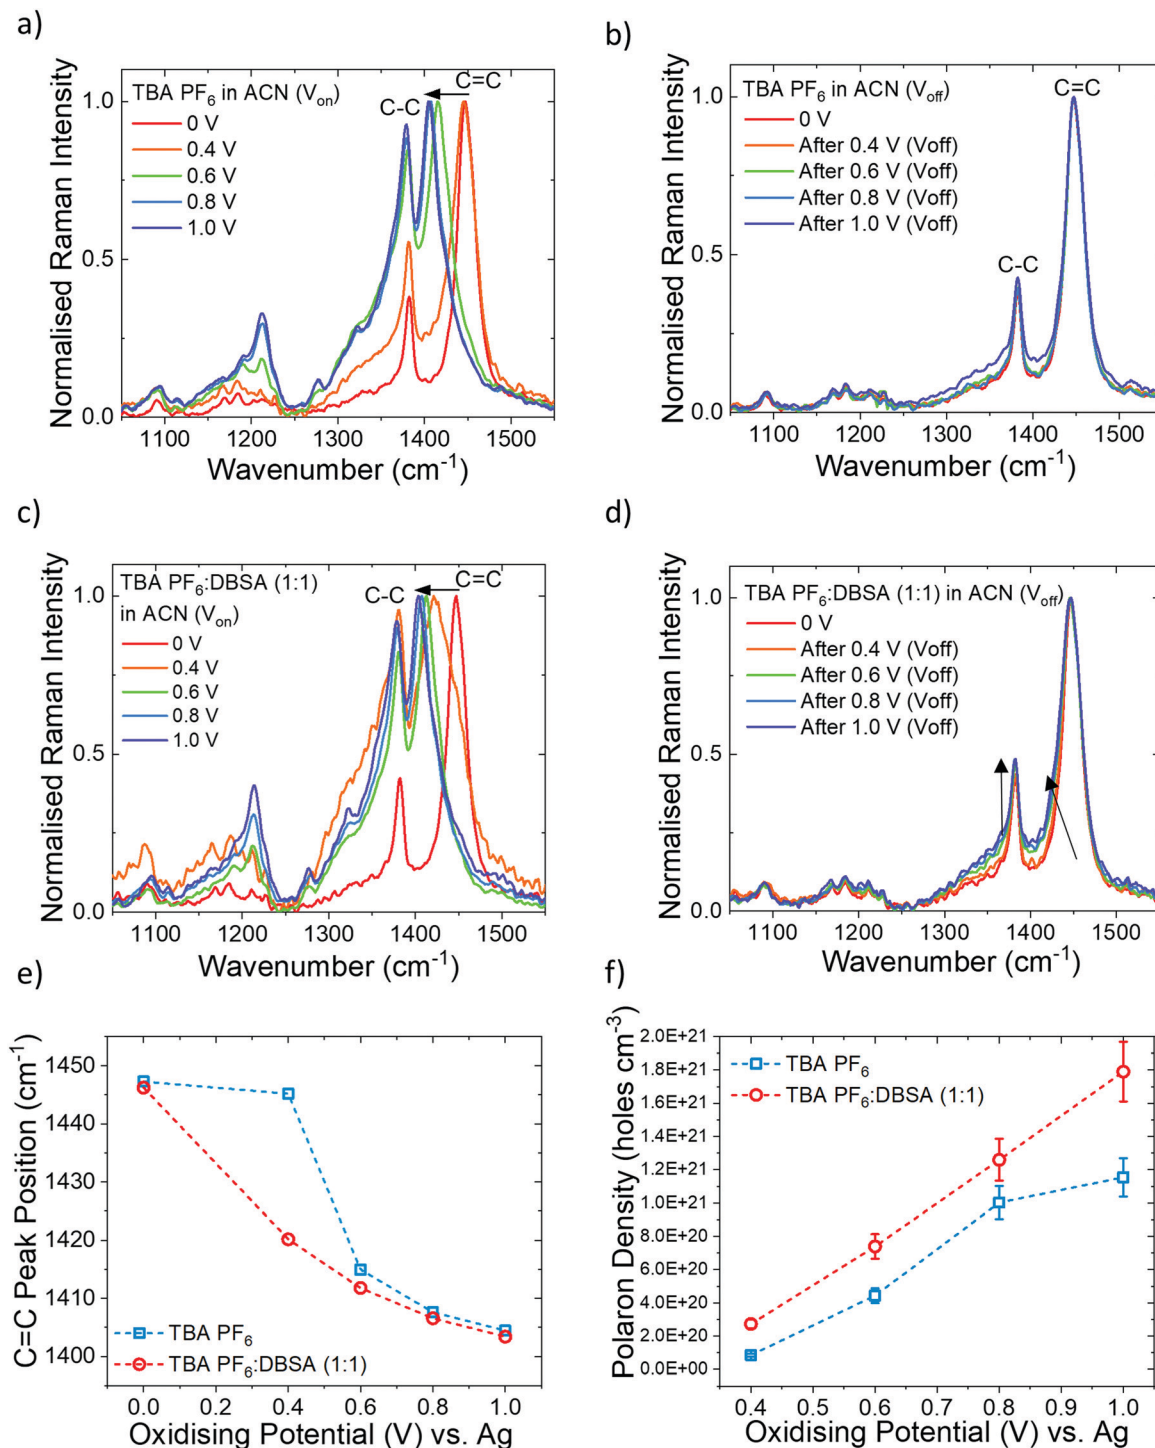 a)
Normalised Raman Intensity
1.0
0.5
0.0
TBA PF₆ in ACN (Vₒₙ)
0 V
0.4 V
0.6 V
0.8 V
1.0 V
C-C
C=C
1100 1200 1300 1400 1500
Wavenumber (cm⁻¹)
b)
Normalised Raman Intensity
1.0
0.5
0.0
TBA PF₆ in ACN (V_off)
0 V
After 0.4 V (Voff)
After 0.6 V (Voff)
After 0.8 V (Voff)
After 1.0 V (Voff)
C=C
C-C
1100 1200 1300 1400 1500
Wavenumber (cm⁻¹)
c)
Normalised Raman Intensity
1.0
0.5
0.0
TBA PF₆:DBSA (1:1)
in ACN (Vₒₙ)
0 V
0.4 V
0.6 V
0.8 V
1.0 V
C-C
C=C
1100 1200 1300 1400 1500
Wavenumber (cm⁻¹)
d)
Normalised Raman Intensity
1.0
0.5
0.0
TBA PF₆:DBSA (1:1) in ACN (V_off)
0 V
After 0.4 V (Voff)
After 0.6 V (Voff)
After 0.8 V (Voff)
After 1.0 V (Voff)
1100 1200 1300 1400 1500
Wavenumber (cm⁻¹)
e)
C=C Peak Position (cm⁻¹)
1450
1440
1430
1420
1410
1400
TBA PF₆
TBA PF₆:DBSA (1:1)
0.0 0.2 0.4 0.6 0.8 1.0
Oxidising Potential (V) vs. Ag
f)
Polaron Density (holes cm⁻³)
2.0E+21
1.8E+21
1.6E+21
1.4E+21
1.2E+21
1.0E+21
8.0E+20
6.0E+20
4.0E+20
2.0E+20
0.0E+00
TBA PF₆
TBA PF₆:DBSA (1:1)
0.4 0.5 0.6 0.7 0.8 0.9 1.0
Oxidising Potential (V) vs. Ag